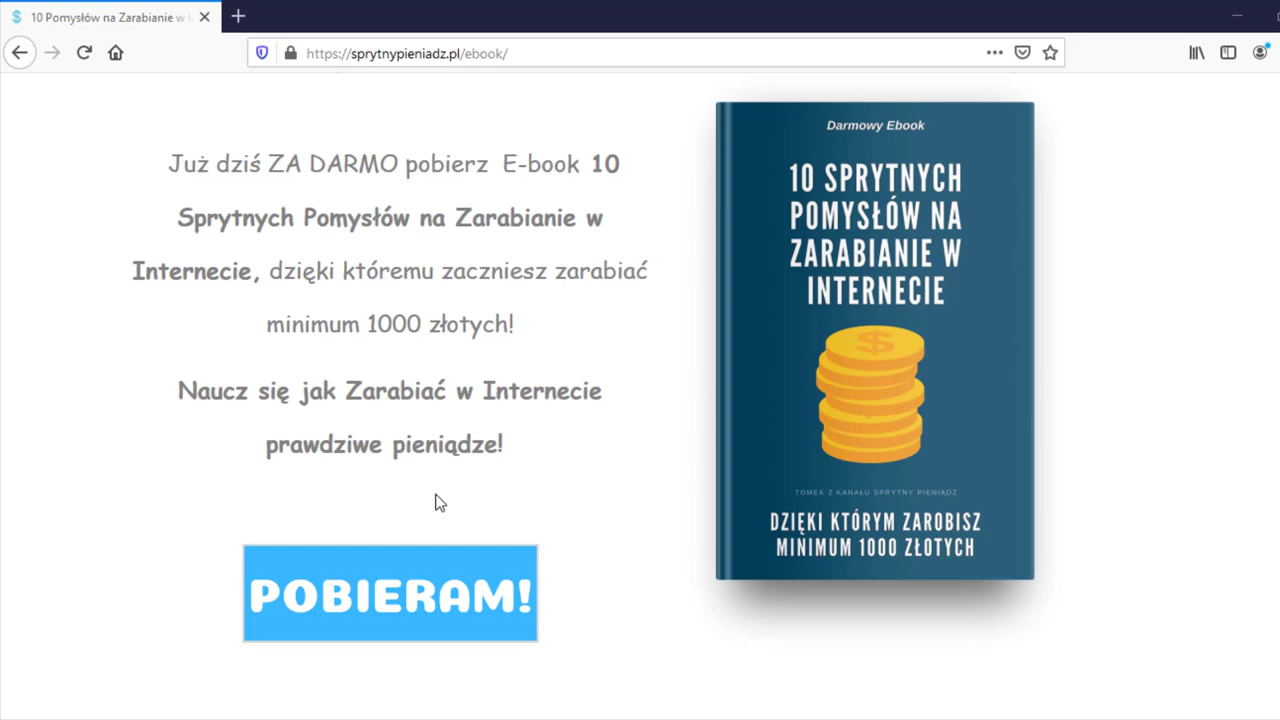 10 Pomysłów na Zarabianie w
https://sprytnypieniadz.pl/ebook/
Już dziś ZA DARMO pobierz E-book 10
Sprytnych Pomysłów na Zarabianie w
Internecie, dzięki któremu zaczniesz zarabiać
minimum 1000 złotych!
Naucz się jak Zarabiać w Internecie
prawdziwe pieniądze!
POBIERAM!
Darmowy Ebook
10 SPRYTNYCH
POMYSŁÓW NA
ZARABIANIE W
INTERNECIE
TOMEK Z KANAŁU SPRYTNY PIENIĄDZ
DZIĘKI KTÓRYM ZAROBISZ
MINIMUM 1000 ZŁOTYCH